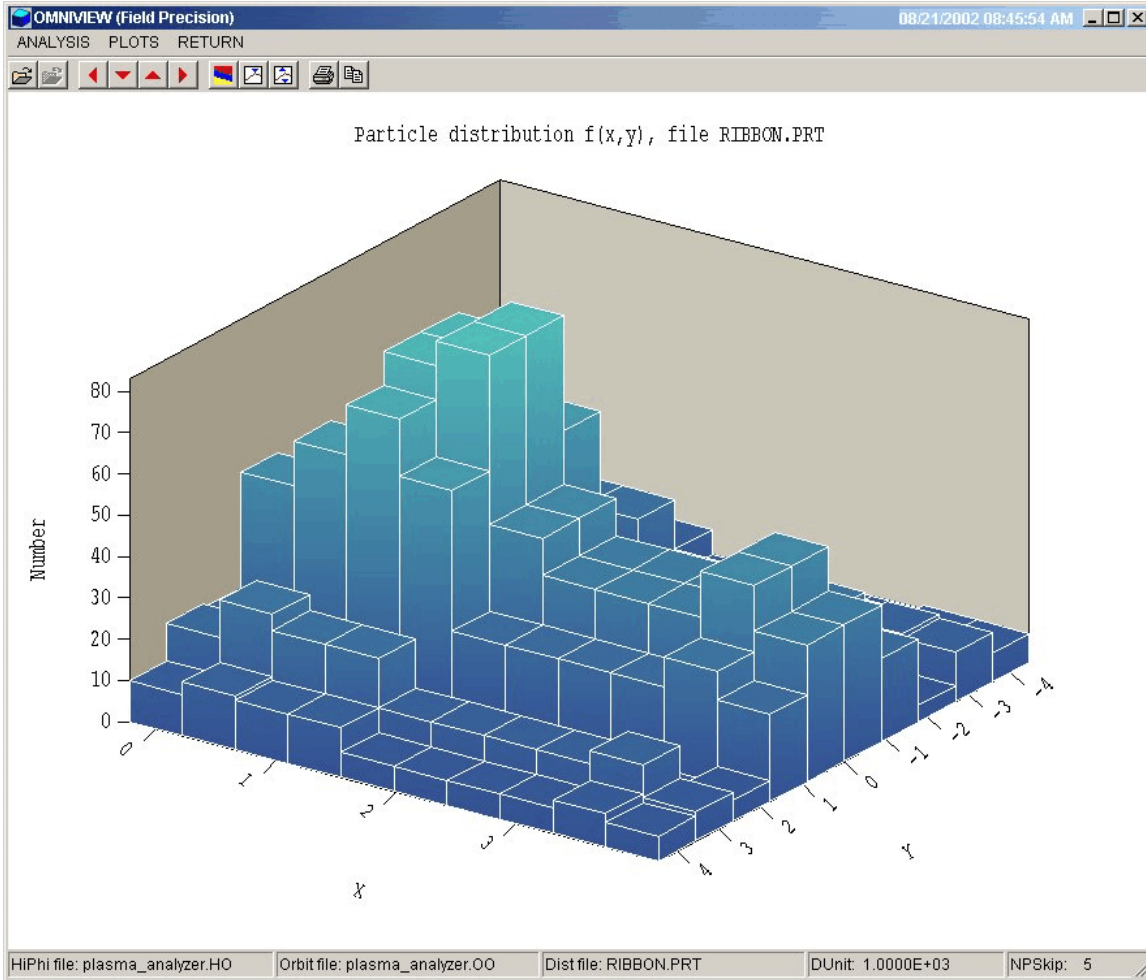 OMNIVIEW (Field Precision) 08/21/2002 08:45:54 AM
ANALYSIS PLOTS RETURN
Particle distribution f(x,y), file RIBBON.PRT
80
70
60
50
40
30
20
10
0
Number
0 1 2 3
X
4 3 2 1 0 -1 -2 -3 -4
Y
HiPhi file: plasma_analyzer.HO Orbit file: plasma_analyzer.OO Dist file: RIBBON.PRT DUnit: 1.0000E+03 NPSkip: 5